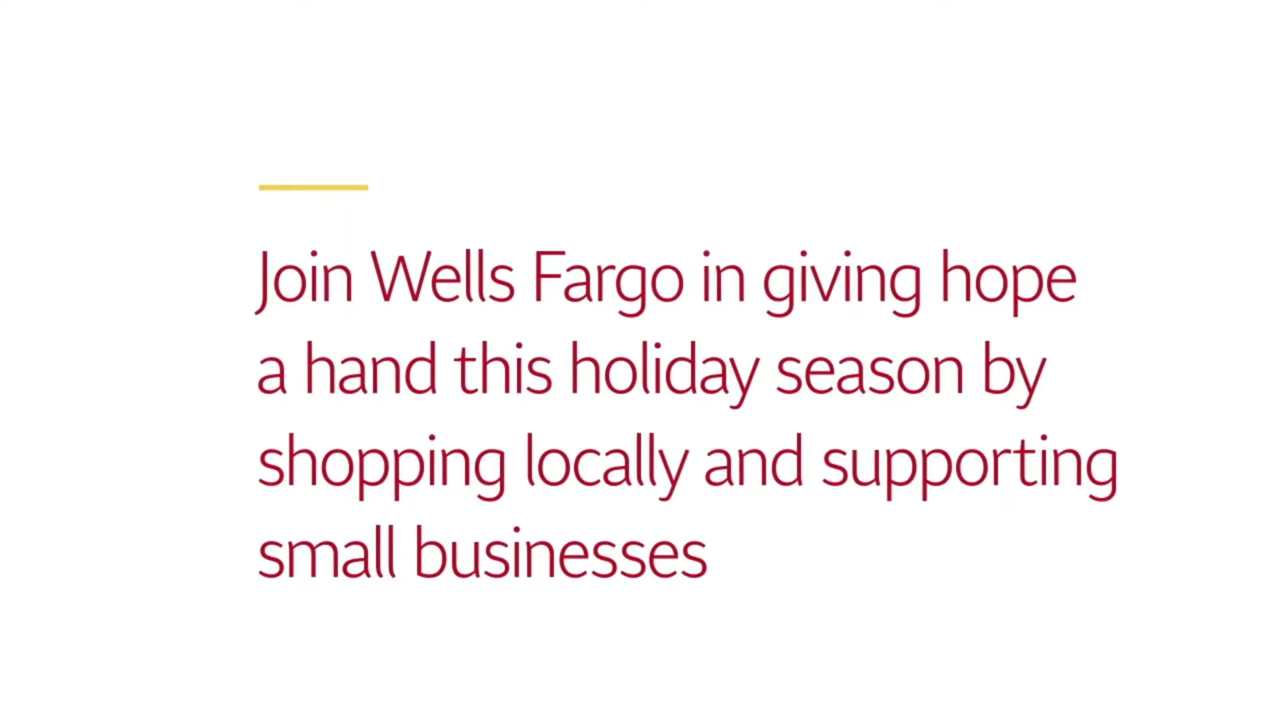 Join Wells Fargo in giving hope
a hand this holiday season by
shopping locally and supporting
small businesses